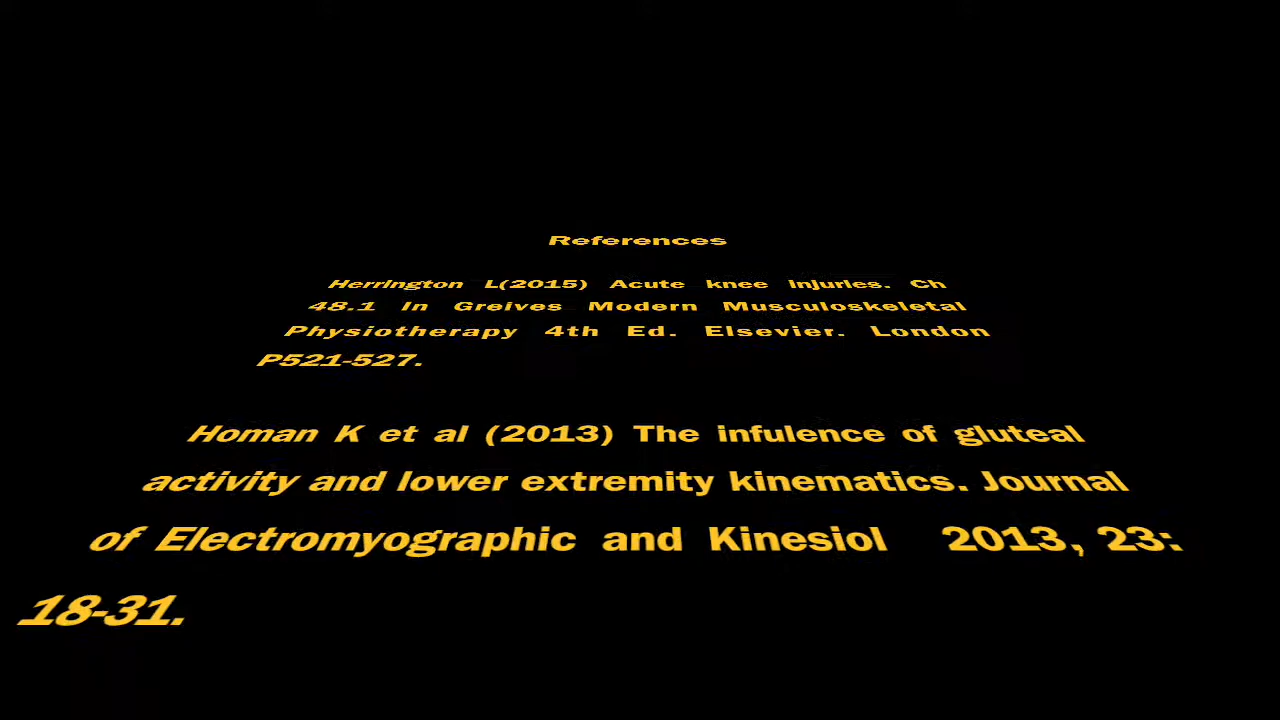 References
Herrington L(2015) Acute knee injuries. Ch
48.1 In Greives Modern Musculoskeletal
Physiotherapy 4th Ed. Elsevier. London
P521-527.
Homan K et al (2013) The infulence of gluteal
activity and lower extremity kinematics. Journal
of Electromyographic and Kinesiol 2013, 23:
18-31.